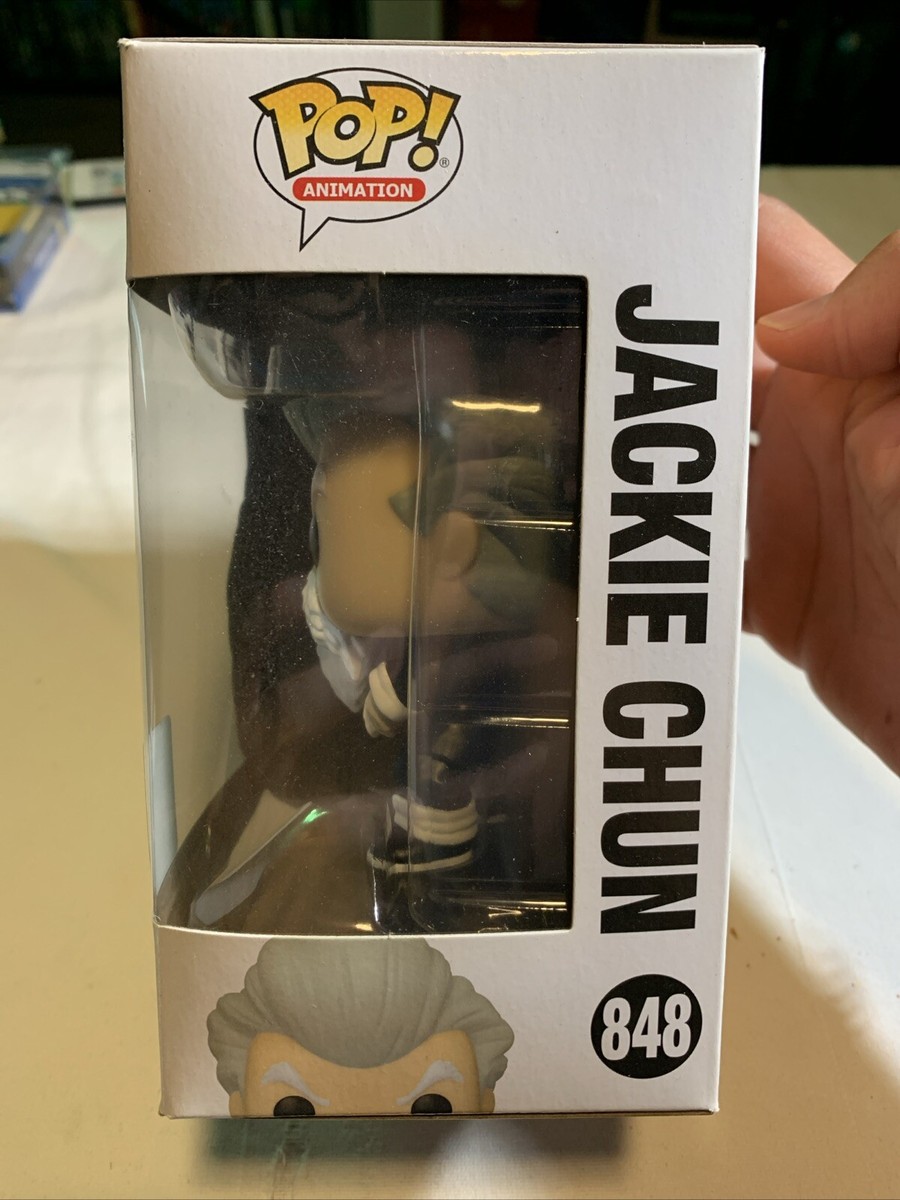 POP!®
ANIMATION
JACKIE CHUN
848